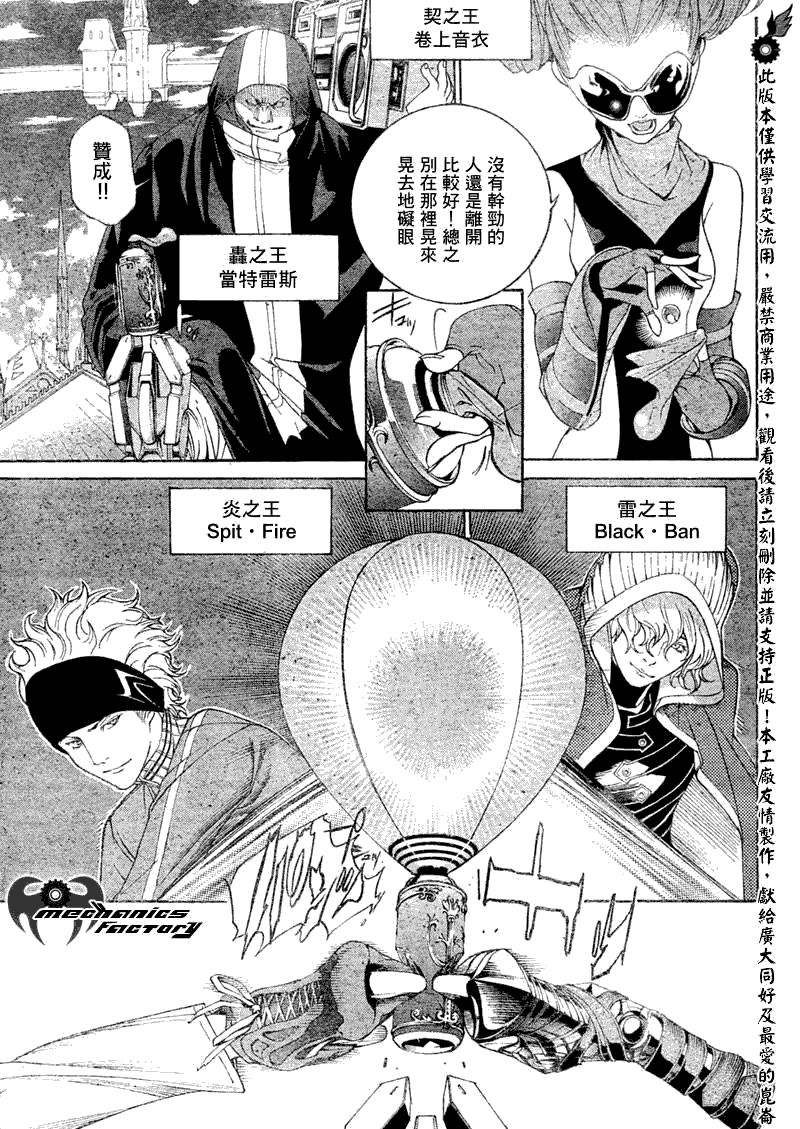 契之王
卷上音衣
沒有幹勁的
人還是離開
比較好！總之
別在那裡晃來
晃去地礙眼
贊成!!
轟之王
當特雷斯
雷之王
Black・Ban
炎之王
Spit・Fire
mechanics
factory
此版本僅供學習交流用，嚴禁商業用途，觀看後請立刻刪除並請支持正版！本工廠友情製作，獻給廣大同好及最愛的崑崙